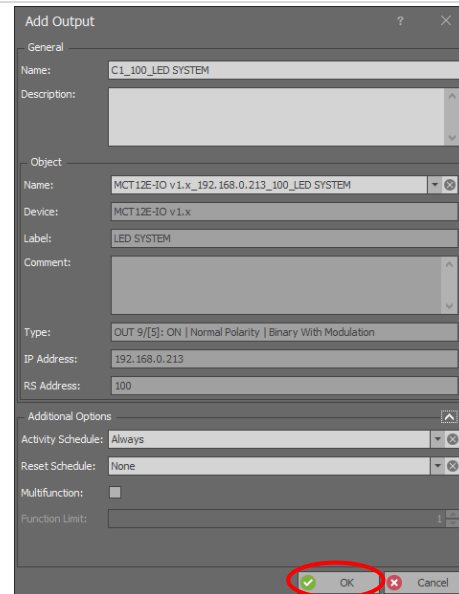 Add Output ?
General
Name: C1_100_LED SYSTEM
Description:
Object
Name: MCT12E-IO v1.x_192.168.0.213_100_LED SYSTEM
Device: MCT12E-IO v1.x
Label: LED SYSTEM
Comment:
Type: OUT 9/[5]: ON | Normal Polarity | Binary With Modulation
IP Address: 192.168.0.213
RS Address: 100
Additional Options
Activity Schedule: Always
Reset Schedule: None
Multifunction:
Function Limit: 1
OK Cancel